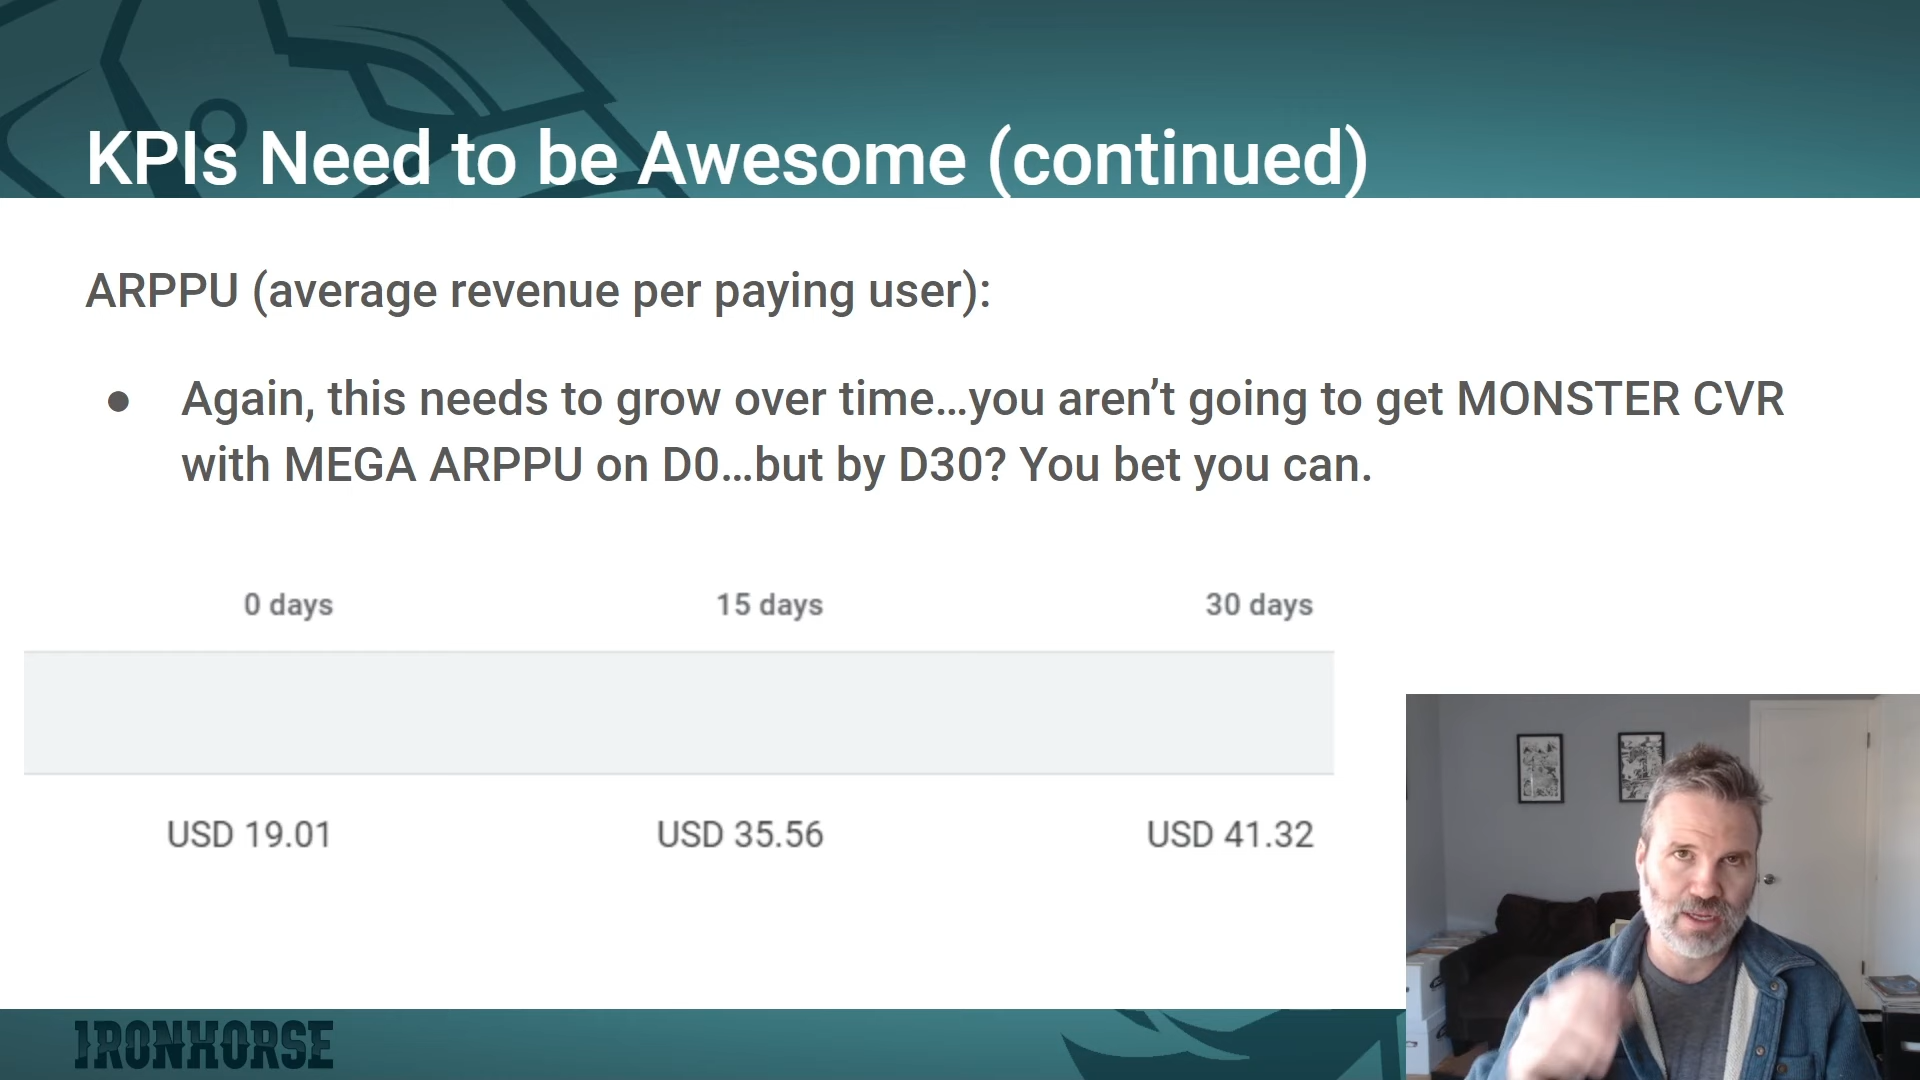 KPIs Need to be Awesome (continued)
ARPPU (average revenue per paying user):
● Again, this needs to grow over time…you aren’t going to get MONSTER CVR
with MEGA ARPPU on D0…but by D30? You bet you can.
0 days 15 days 30 days
USD 19.01 USD 35.56 USD 41.32
IRONHORSE